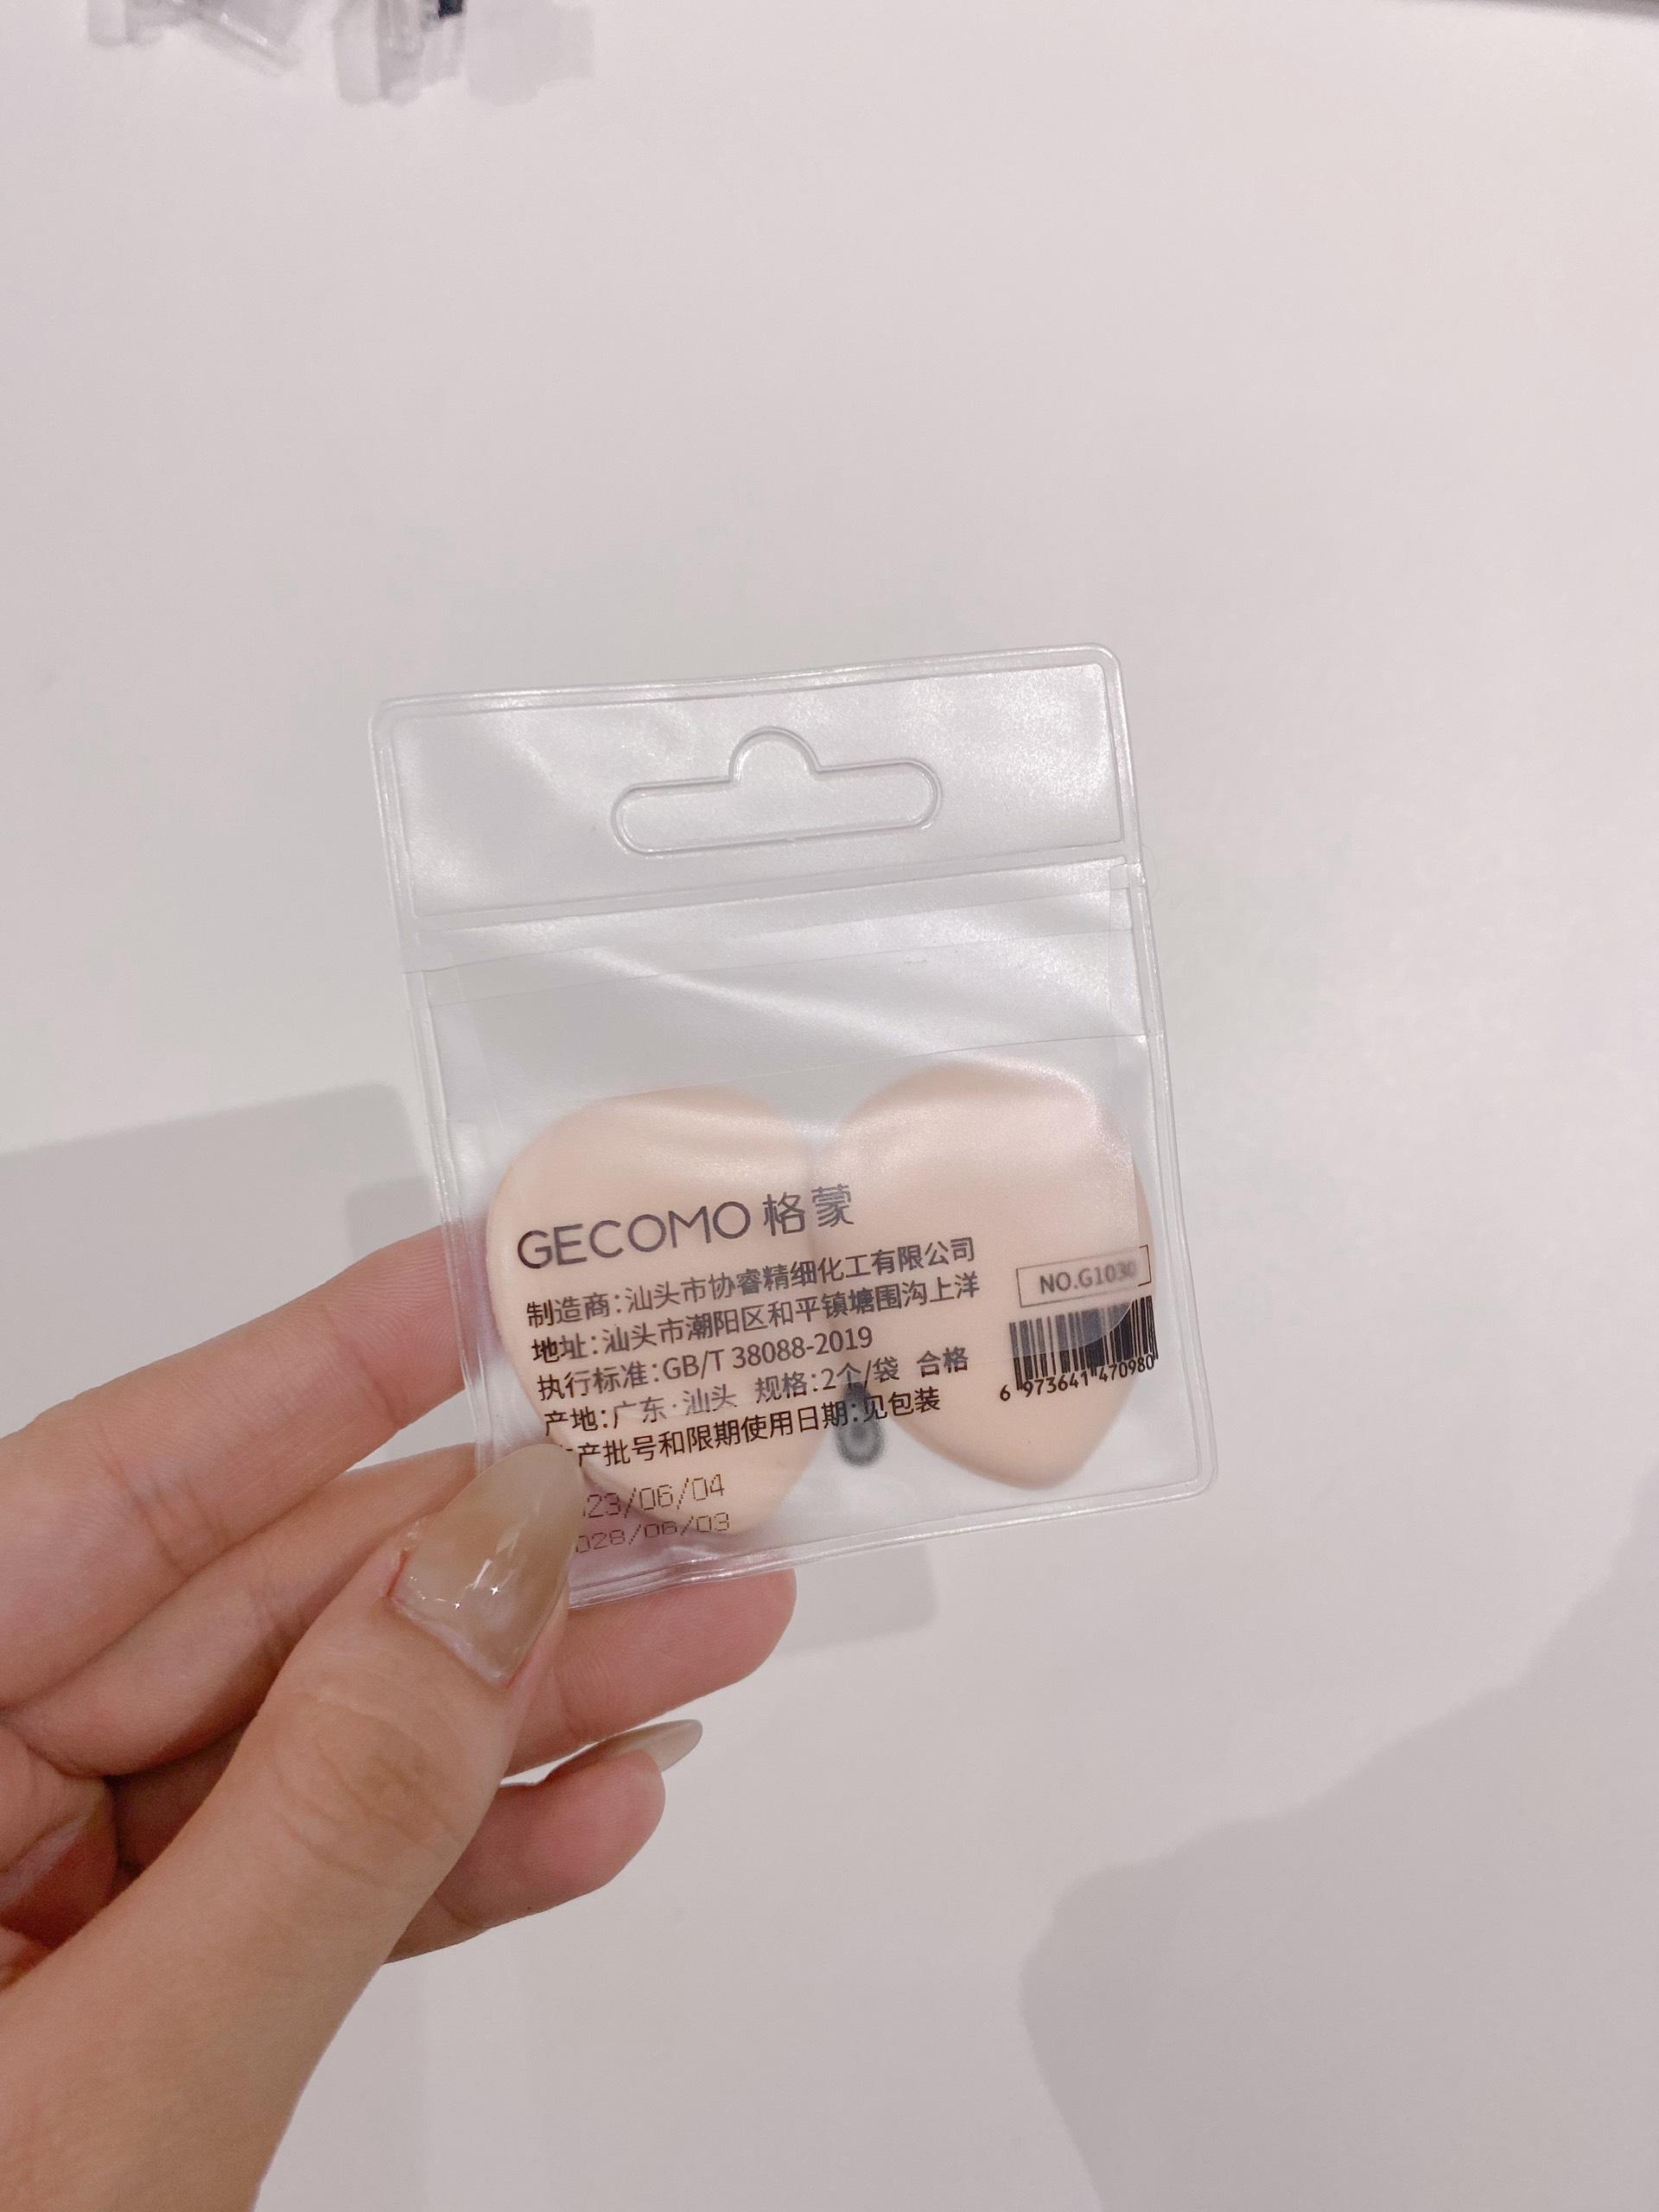 GECOMO 格蒙
制造商:汕头市协睿精细化工有限公司
地址:汕头市潮阳区和平镇塘围沟上洋
执行标准:GB/T 38088-2019
产地:广东·汕头 规格:2个/袋 合格
产批号和限期使用日期:见包装
23/06/04
028/06/03
NO.G1030
6 973641 470980